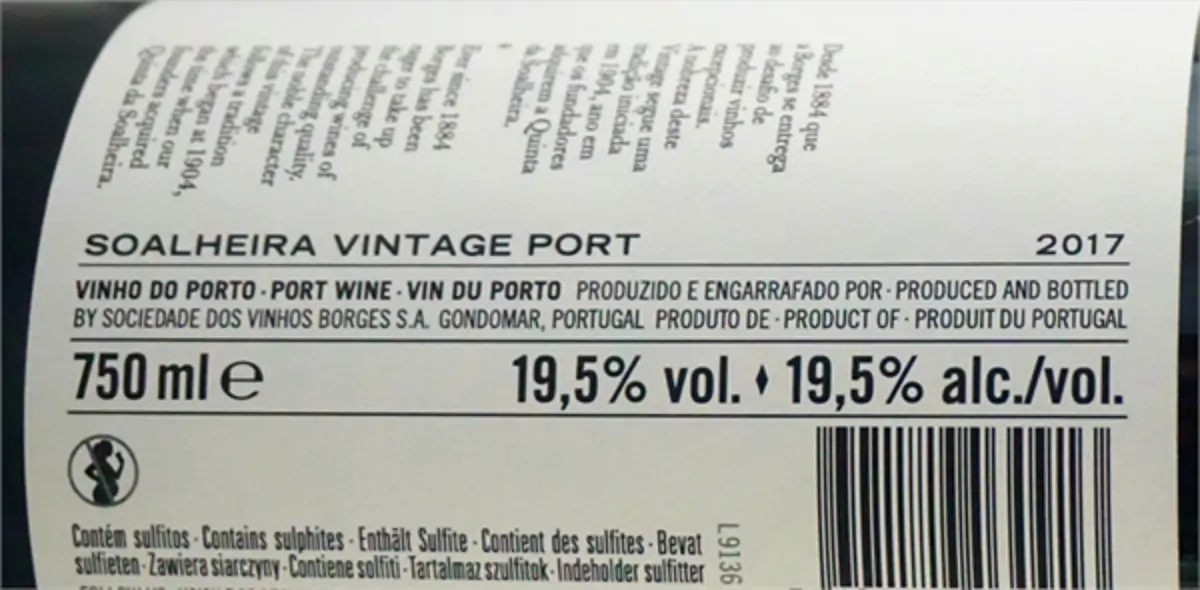 Desde 1884 que
a Borges se entrega
ao desafio de
produzir vinhos
excepcionais.
A nobreza deste
Vintage segue uma
tradição iniciada
em 1904, ano em
que os fundadores
adquirem a Quinta
da Soalheira.
Ever since 1884
Borges has been
eager to take up
the challenge of
producing wines of
outstanding quality.
The noble character
of this vintage
follows a tradition
which began at 1904,
the time when our
founders acquired
Quinta da Soalheira.
SOALHEIRA VINTAGE PORT 2017
VINHO DO PORTO · PORT WINE · VIN DU PORTO PRODUZIDO E ENGARRAFADO POR · PRODUCED AND BOTTLED
BY SOCIEDADE DOS VINHOS BORGES S.A. GONDOMAR, PORTUGAL PRODUTO DE · PRODUCT OF · PRODUIT DU PORTUGAL
750 ml ℮ 19,5% vol. ♦ 19,5% alc./vol.
Contém sulfitos · Contains sulphites · Enthält Sulfite · Contient des sulfites · Bevat
sulfieten · Zawiera siarczyny · Contiene solfiti · Tartalmaz szulfitok · Indeholder sulfitter
L9136